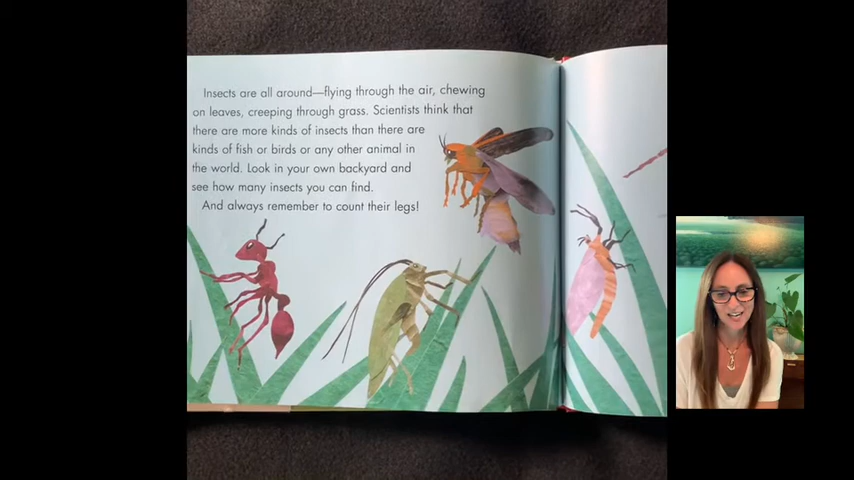 Insects are all around—flying through the air, chewing
on leaves, creeping through grass. Scientists think that
there are more kinds of insects than there are
kinds of fish or birds or any other animal in
the world. Look in your own backyard and
see how many insects you can find.
And always remember to count their legs!